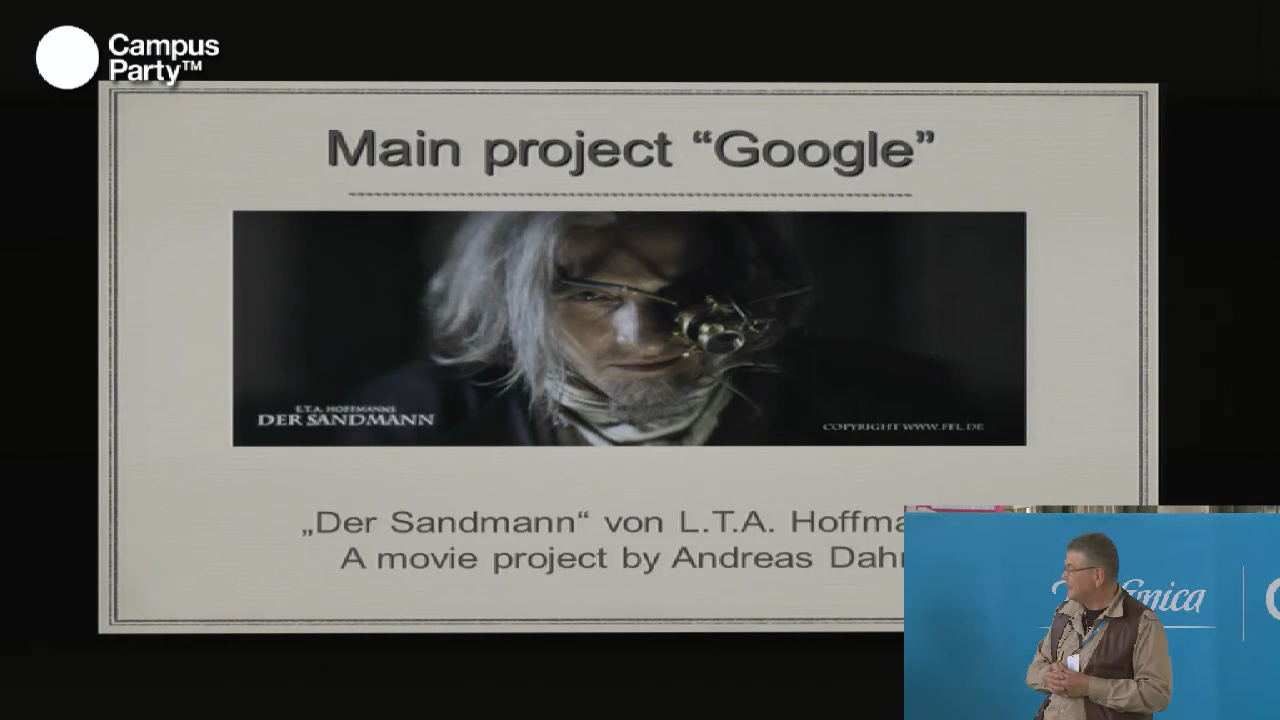 Campus
Party™
Main project “Google”
E.T.A. HOFFMANNS
DER SANDMANN
COPYRIGHT WWW.FFL.DE
„Der Sandmann“ von L.T.A. Hoffma
A movie project by Andreas Dah